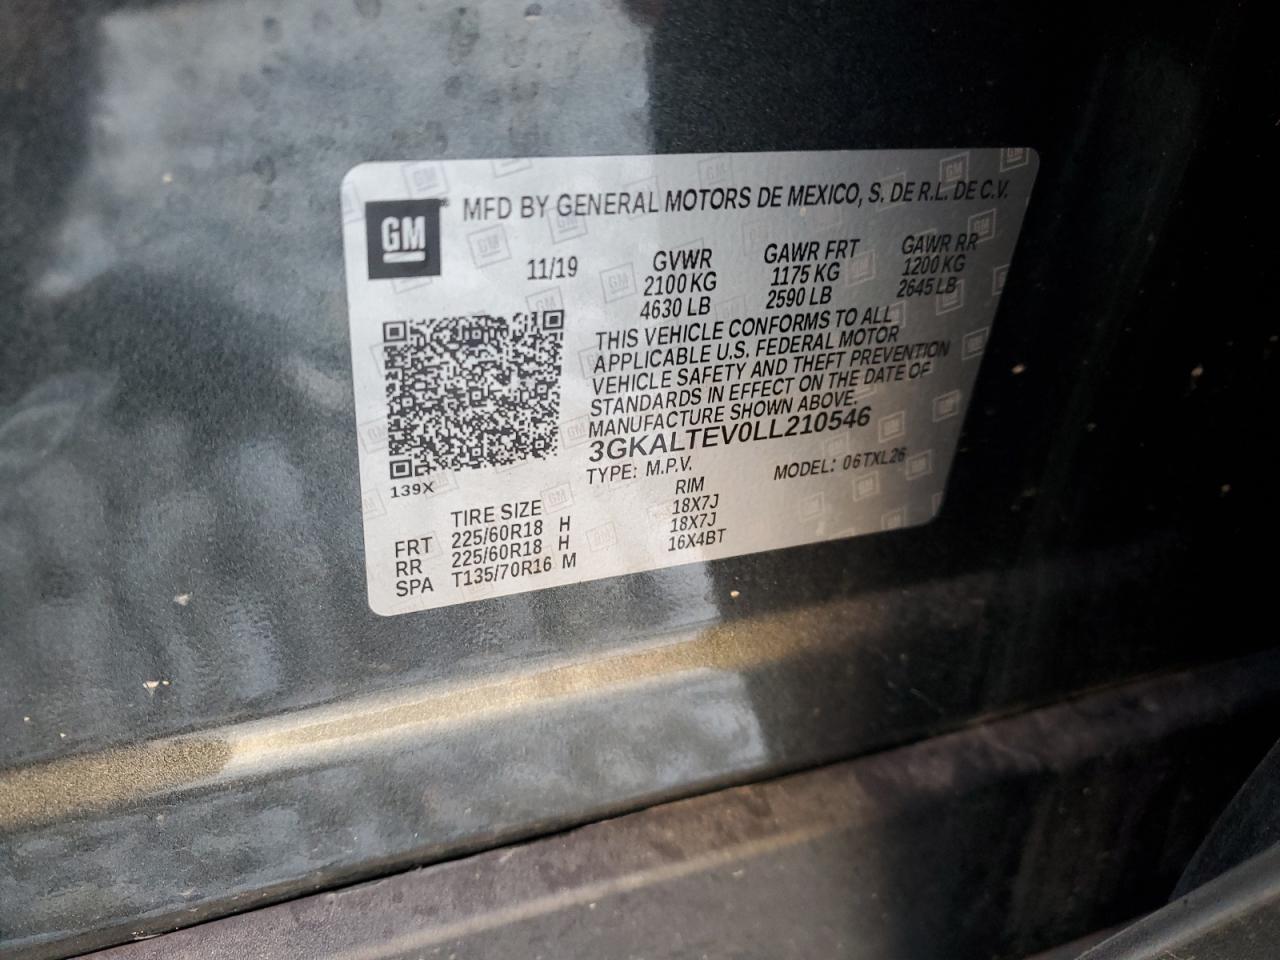 GM
MFD BY GENERAL MOTORS DE MEXICO, S. DE R.L. DE C.V.
11/19
GVWR GAWR FRT GAWR RR
2100 KG 1175 KG 1200 KG
4630 LB 2590 LB 2645 LB
THIS VEHICLE CONFORMS TO ALL
APPLICABLE U.S. FEDERAL MOTOR
VEHICLE SAFETY AND THEFT PREVENTION
STANDARDS IN EFFECT ON THE DATE OF
MANUFACTURE SHOWN ABOVE.
3GKALTEV0LL210546
TYPE: M.P.V. MODEL: 06TXL26
139X
TIRE SIZE RIM
FRT 225/60R18 H 18X7J
RR 225/60R18 H 18X7J
SPA T135/70R16 M 16X4BT